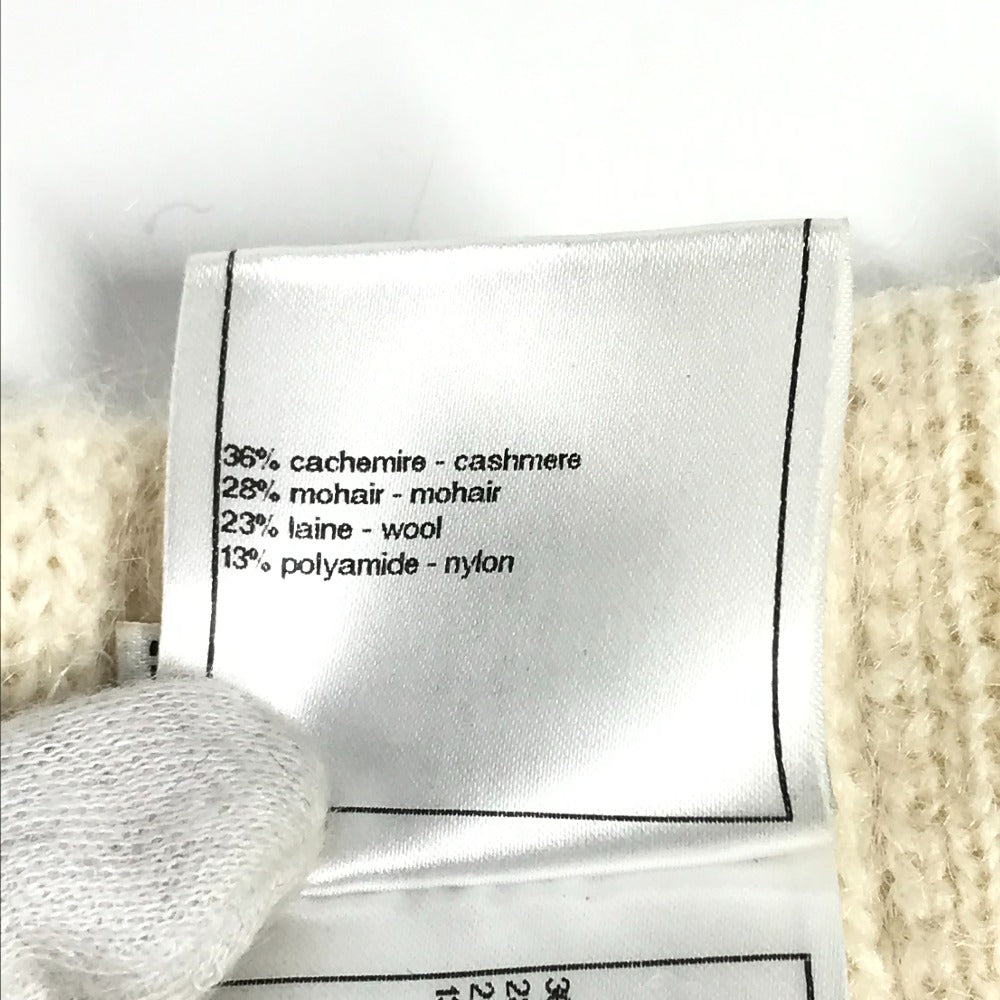 36% cachemire - cashmere
28% mohair - mohair
23% laine - wool
13% polyamide - nylon